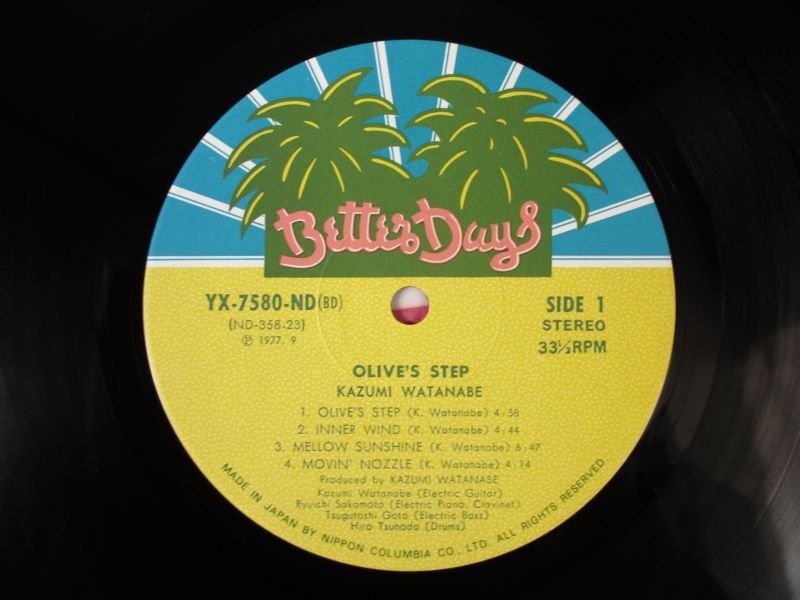 Better Days
YX-7580-ND(BD)
(ND-358-23)
Ⓟ 1977. 9
SIDE 1
STEREO
33⅓RPM
OLIVE'S STEP
KAZUMI WATANABE
1. OLIVE'S STEP (K. Watanabe) 4:58
2. INNER WIND (K. Watanabe) 4:44
3. MELLOW SUNSHINE (K. Watanabe) 6:47
4. MOVIN' NOZZLE (K. Watanabe) 4:14
Produced by KAZUMI WATANABE
Kazumi Watanabe (Electric Guitar)
Ryuichi Sakamoto (Electric Piano, Clavinet)
Tsugutoshi Goto (Electric Bass)
Hiro Tsunoda (Drums)
MADE IN JAPAN BY NIPPON COLUMBIA CO., LTD. ALL RIGHTS RESERVED